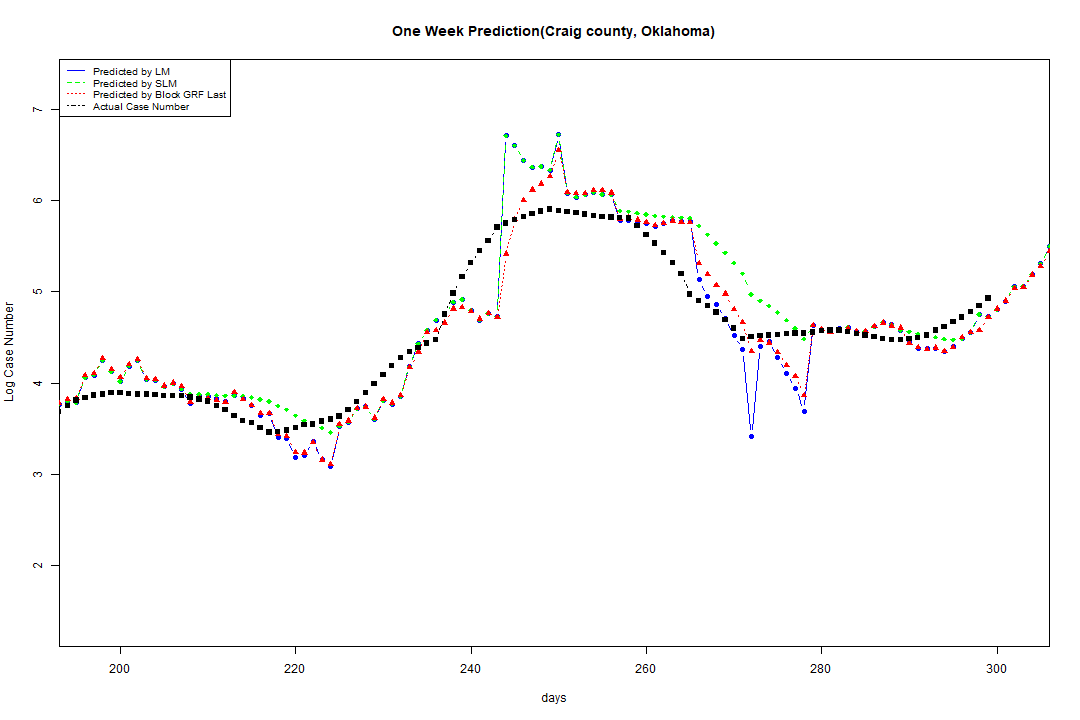 One Week Prediction(Craig county, Oklahoma)
Predicted by LM
Predicted by SLM
Predicted by Block GRF Last
Actual Case Number
7
6
5
4
3
2
Log Case Number
200 220 240 260 280 300
days